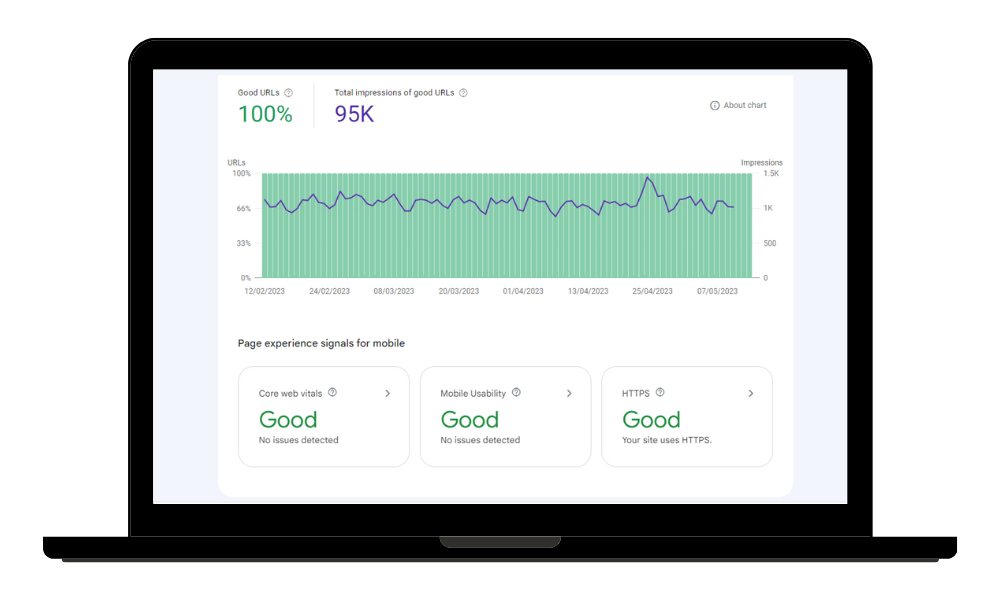 Good URLs
Total impressions of good URLs
100%
95K
About chart
URLs
Impressions
100%
66%
33%
0%
1.5K
1K
500
0
12/02/2023 24/02/2023 08/03/2023 20/03/2023 01/04/2023 13/04/2023 25/04/2023 07/05/2023
Page experience signals for mobile
Core web vitals
Good
No issues detected
Mobile Usability
Good
No issues detected
HTTPS
Good
Your site uses HTTPS.